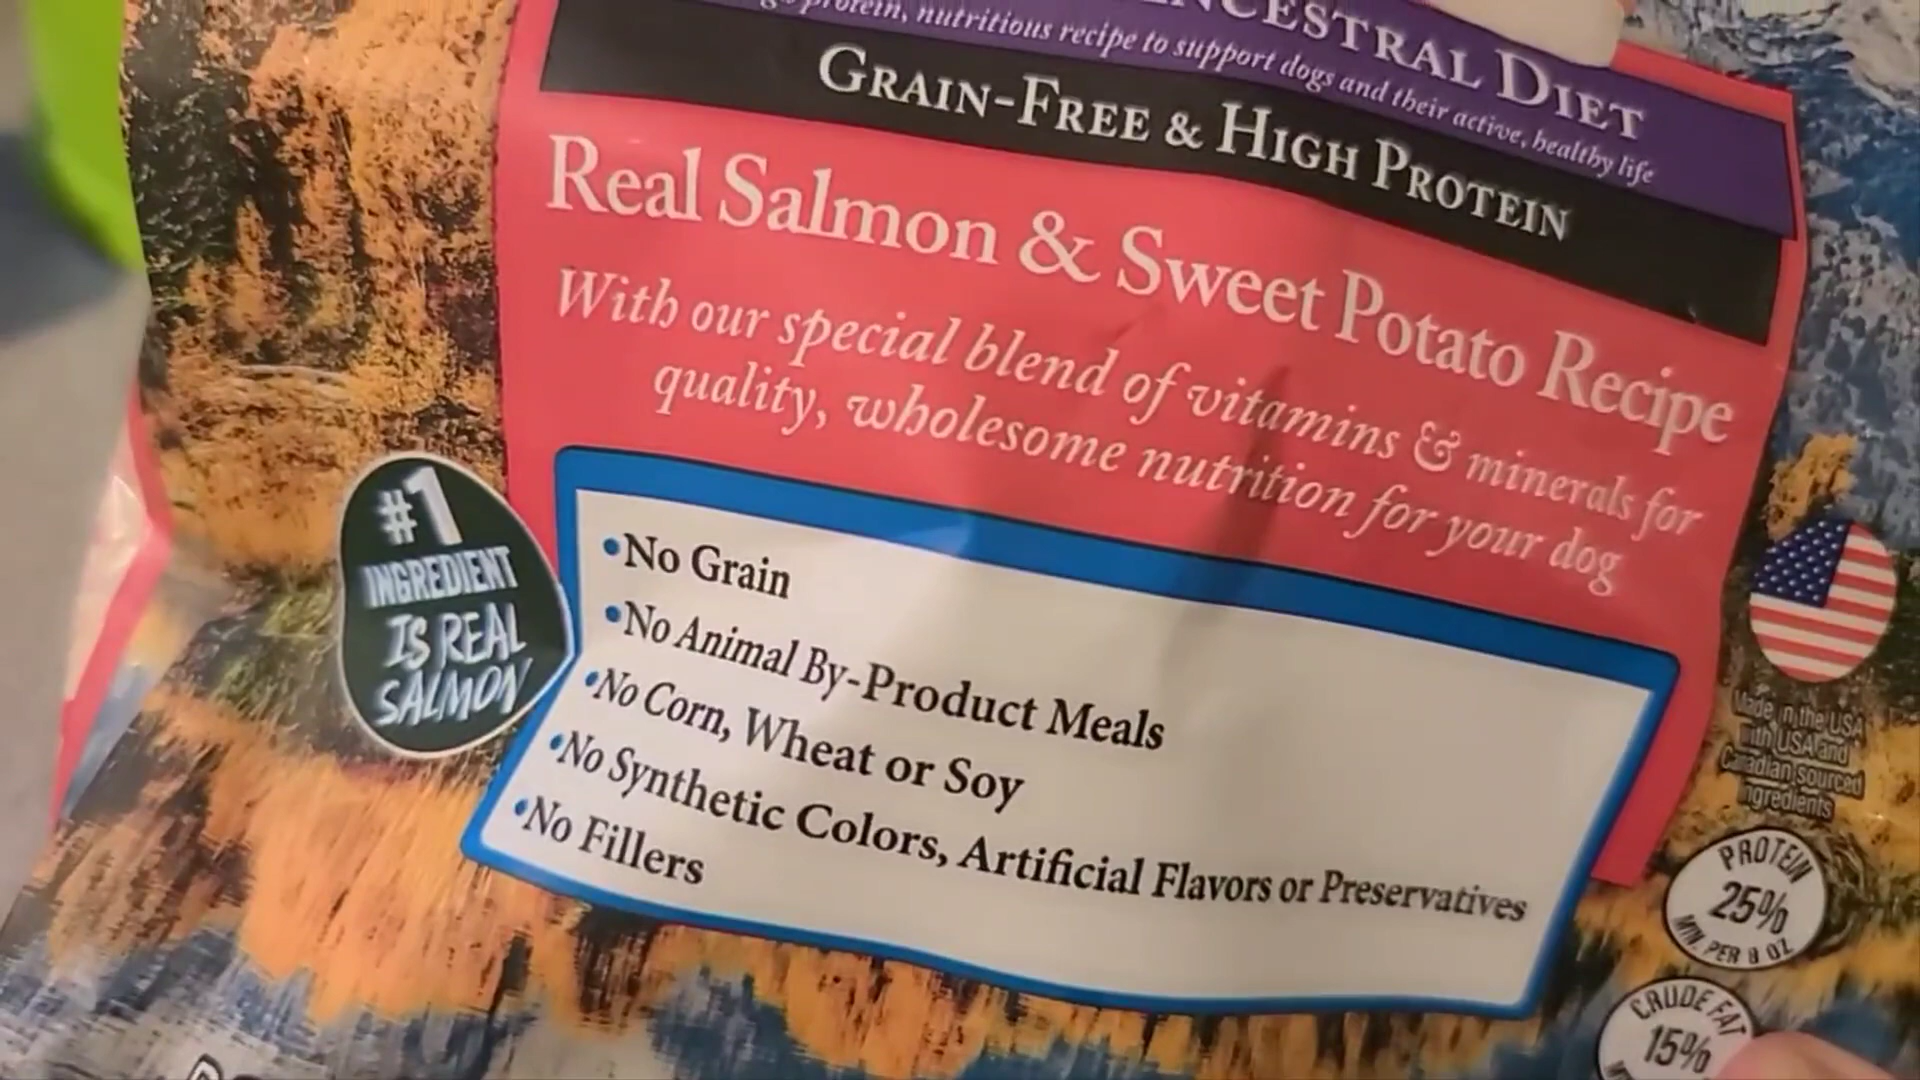 ANCESTRAL DIET
protein, nutritious recipe to support dogs and their active, healthy life
GRAIN-FREE & HIGH PROTEIN
Real Salmon & Sweet Potato Recipe
With our special blend of vitamins & minerals for
quality, wholesome nutrition for your dog
#1
INGREDIENT
IS REAL
SALMON
•No Grain
•No Animal By-Product Meals
•No Corn, Wheat or Soy
•No Synthetic Colors, Artificial Flavors or Preservatives
•No Fillers
Made in the USA
with USA and
Canadian sourced
ingredients
PROTEIN
25%
MIN. PER 8 OZ
CRUDE FAT
15%